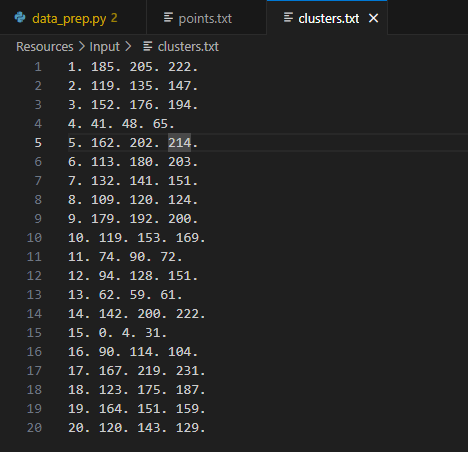 data_prep.py 2 points.txt clusters.txt
Resources > Input > clusters.txt
1 1. 185. 205. 222.
2 2. 119. 135. 147.
3 3. 152. 176. 194.
4 4. 41. 48. 65.
5 5. 162. 202. 214.
6 6. 113. 180. 203.
7 7. 132. 141. 151.
8 8. 109. 120. 124.
9 9. 179. 192. 200.
10 10. 119. 153. 169.
11 11. 74. 90. 72.
12 12. 94. 128. 151.
13 13. 62. 59. 61.
14 14. 142. 200. 222.
15 15. 0. 4. 31.
16 16. 90. 114. 104.
17 17. 167. 219. 231.
18 18. 123. 175. 187.
19 19. 164. 151. 159.
20 20. 120. 143. 129.